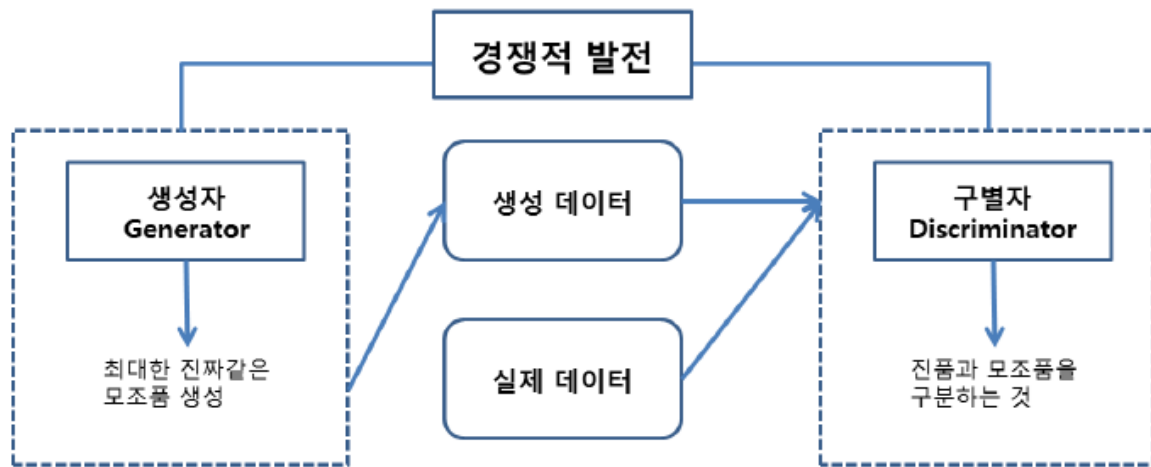 경쟁적 발전
생성자
Generator
최대한 진짜같은
모조품 생성
생성 데이터
실제 데이터
구별자
Discriminator
진품과 모조품을
구분하는 것